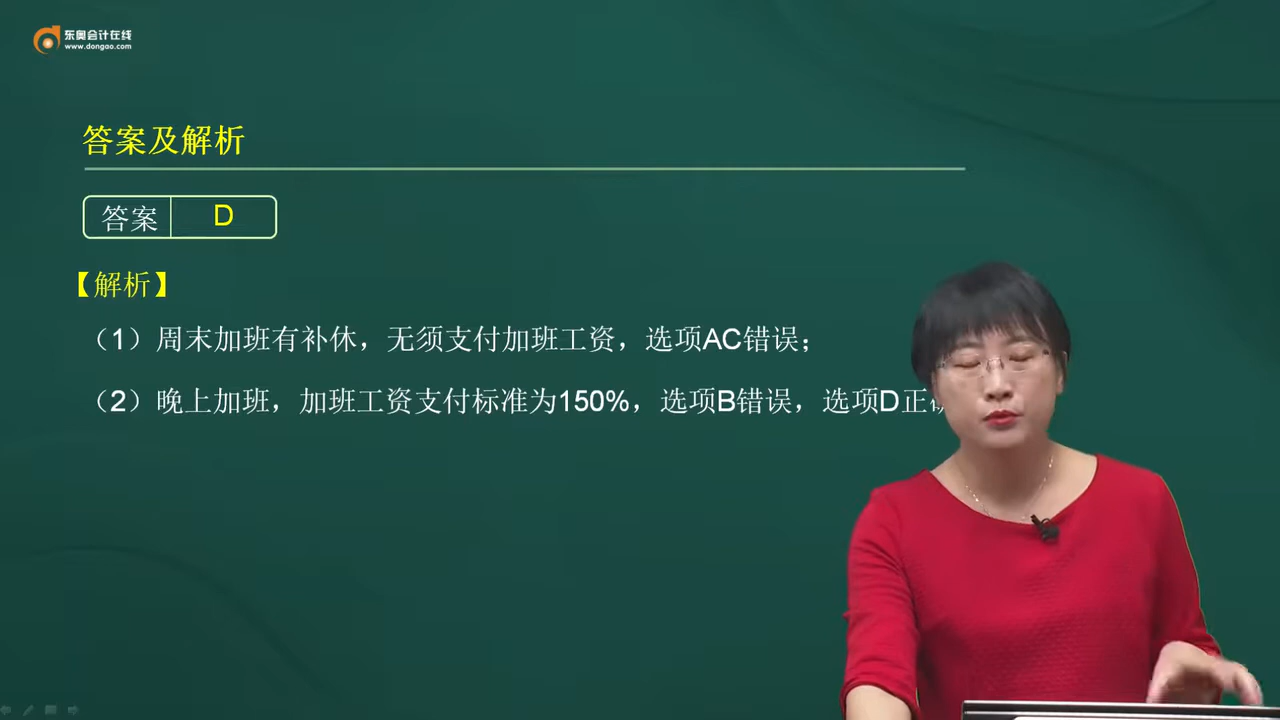 东奥会计在线
www.dongao.com
答案及解析
答案 D
【解析】
（1）周末加班有补休，无须支付加班工资，选项AC错误；
（2）晚上加班，加班工资支付标准为150%，选项B错误，选项D正